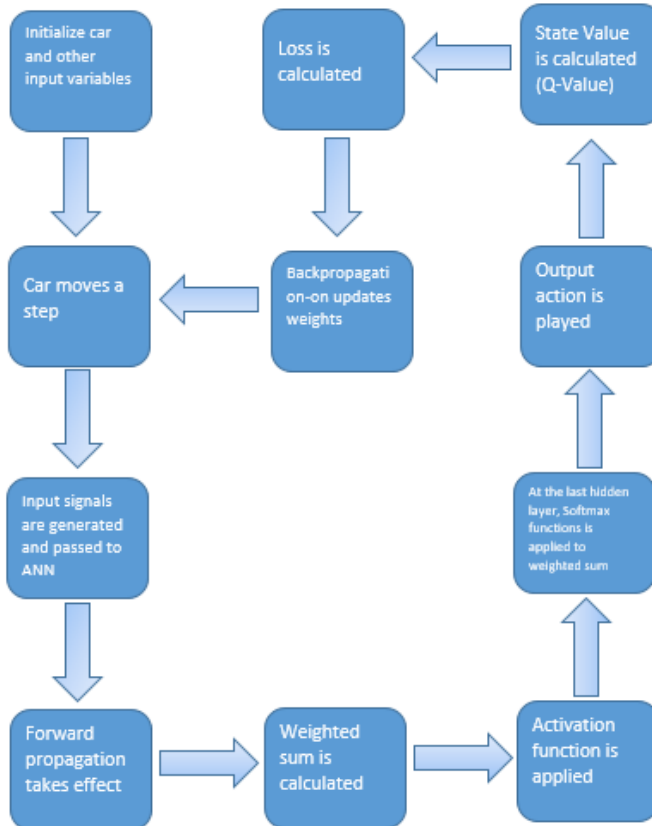 Initialize car
and other
input variables
Loss is
calculated
State Value
is calculated
(Q-Value)
Car moves a
step
Backpropagati
on-on updates
weights
Output
action is
played
Input signals
are generated
and passed to
ANN
At the last hidden
layer, Softmax
functions is
applied to
weighted sum
Forward
propagation
takes effect
Weighted
sum is
calculated
Activation
function is
applied